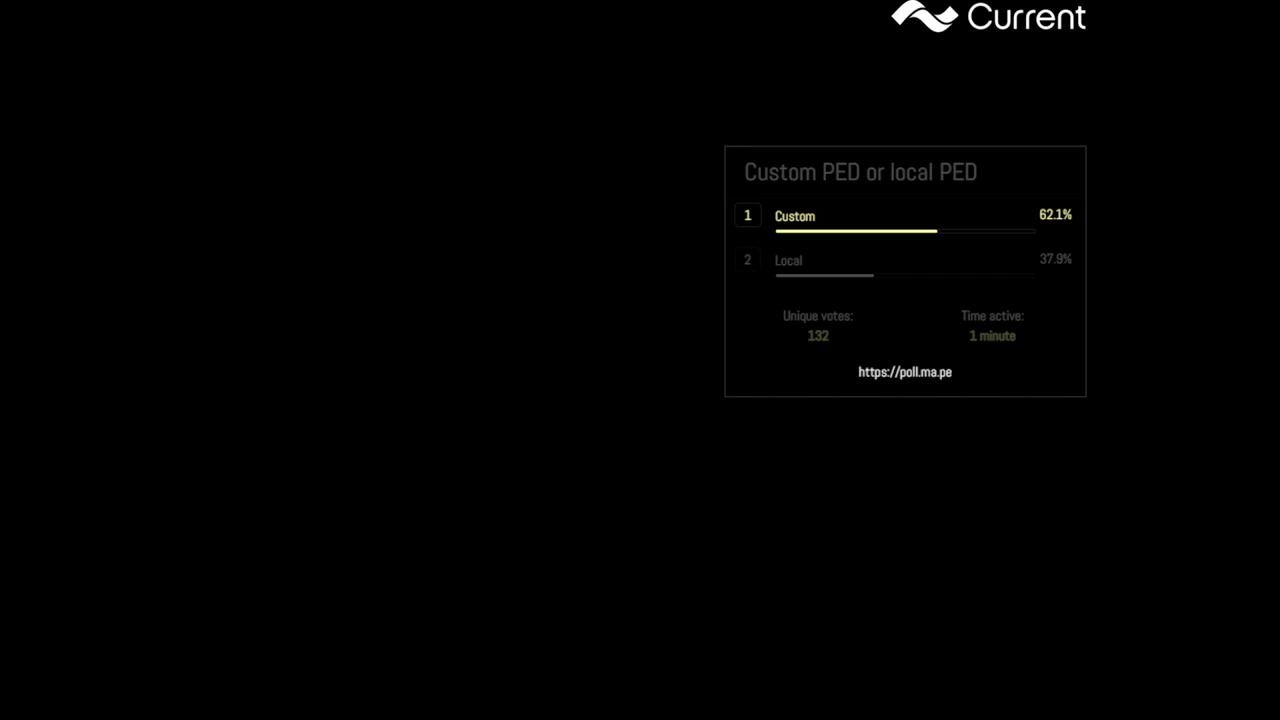 Current
Custom PED or local PED
1 Custom 62.1%
2 Local 37.9%
Unique votes: Time active:
132 1 minute
https://poll.ma.pe